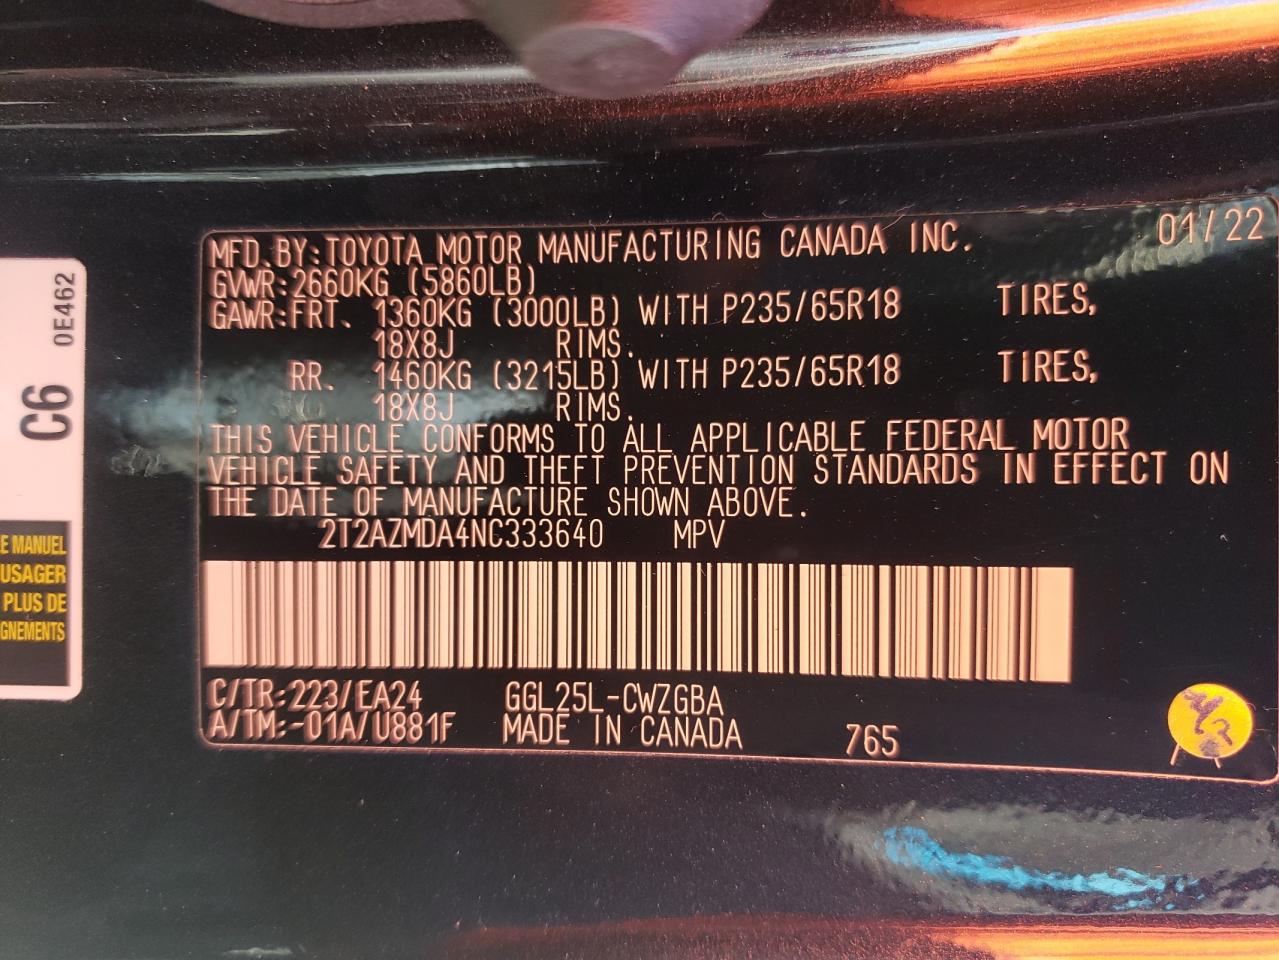 MFD.BY:TOYOTA MOTOR MANUFACTURING CANADA INC. 01/22
GVWR:2660KG (5860LB)
GAWR:FRT. 1360KG (3000LB) WITH P235/65R18 TIRES,
18X8J RIMS.
RR. 1460KG (3215LB) WITH P235/65R18 TIRES,
18X8J RIMS.
THIS VEHICLE CONFORMS TO ALL APPLICABLE FEDERAL MOTOR
VEHICLE SAFETY AND THEFT PREVENTION STANDARDS IN EFFECT ON
THE DATE OF MANUFACTURE SHOWN ABOVE.
2T2AZMDA4NC333640 MPV
C/TR:223/EA24 GGL25L-CWZGBA
A/TM:-01A/U881F MADE IN CANADA 765
0E462
C6
E MANUEL
USAGER
PLUS DE
GNEMENTS